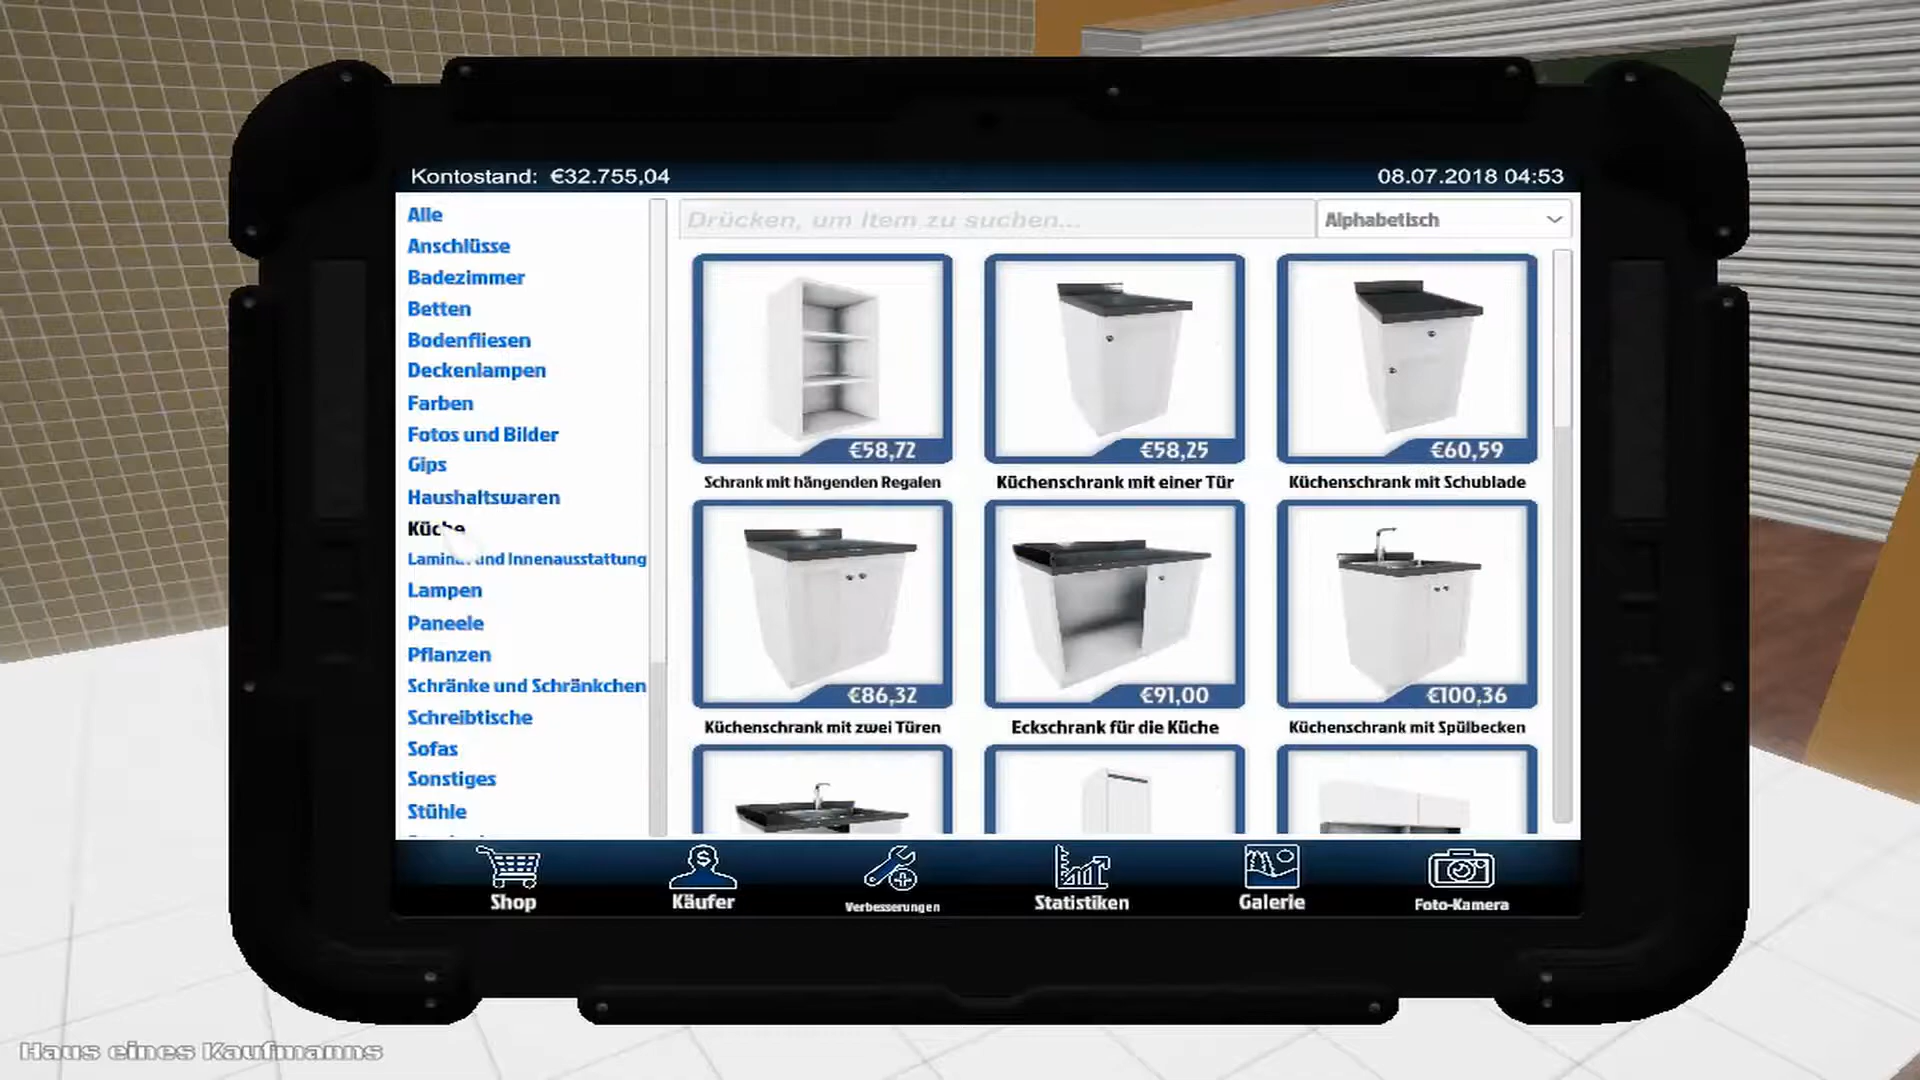 Kontostand: €32.755,04
08.07.2018 04:53
Alle
Anschlüsse
Badezimmer
Betten
Bodenfliesen
Deckenlampen
Farben
Fotos und Bilder
Gips
Haushaltswaren
Küche
Lamina und Innenausstattung
Lampen
Paneele
Pflanzen
Schränke und Schränkchen
Schreibtische
Sofas
Sonstiges
Stühle
Drücken, um Item zu suchen...
Alphabetisch
€58,72
€58,25
€60,59
Schrank mit hängenden Regalen
Küchenschrank mit einer Tür
Küchenschrank mit Schublade
€86,32
€91,00
€100,36
Küchenschrank mit zwei Türen
Eckschrank für die Küche
Küchenschrank mit Spülbecken
Shop
Käufer
Verbesserungen
Statistiken
Galerie
Foto-Kamera
Haus eines Kaufmanns